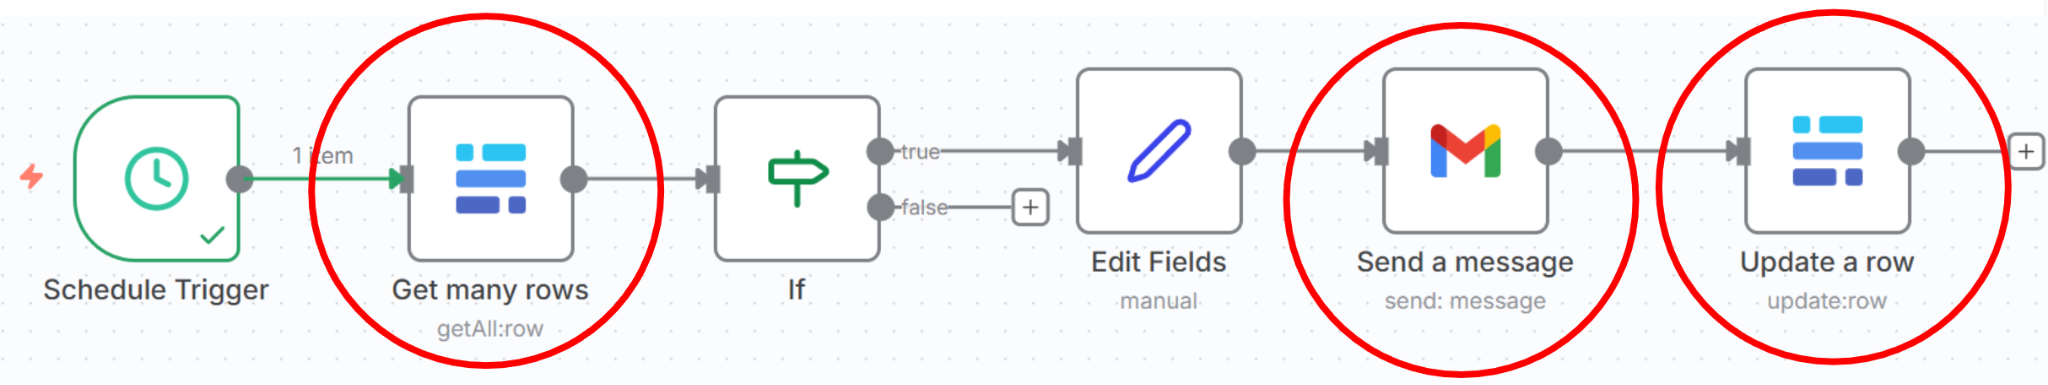 1 item
true
false
Schedule Trigger
Get many rows
getAll:row
If
Edit Fields
manual
Send a message
send: message
Update a row
update:row